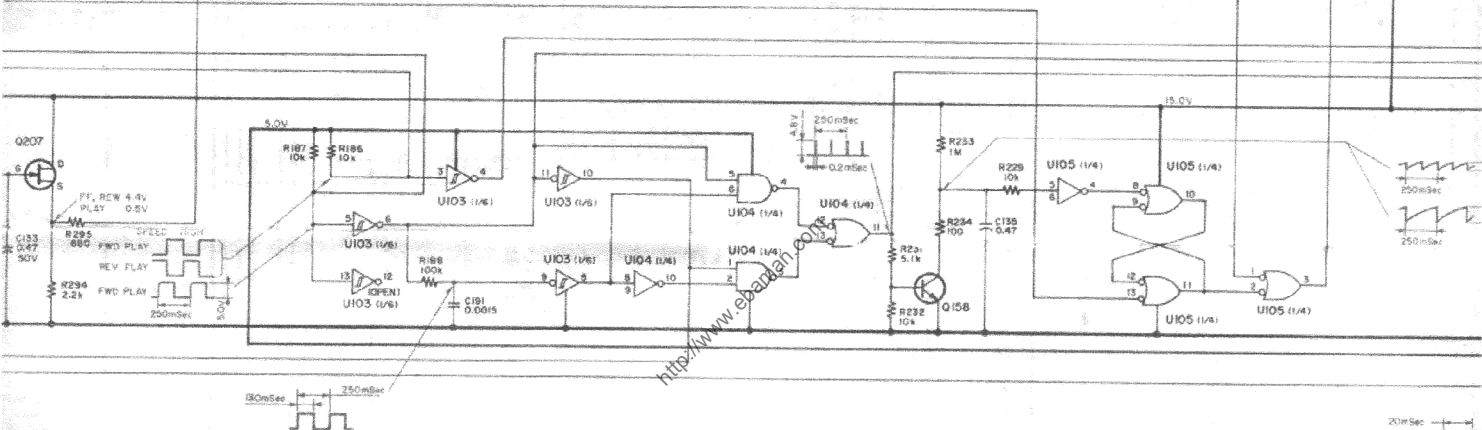 Q207
G
D
S
FF, REW 4.4V
PLAY 0.6V
R295
680
C133
0.47
50V
R294
2.2k
SPEED HIGH
FWD PLAY
REV PLAY
FWD PLAY
250mSec
5.0V
5.0V
R187
10k
R186
10k
3
4
U103 (1/6)
5
6
U103 (1/6)
13
12
(OPEN)
U103 (1/6)
11
10
U103 (1/6)
R188
100k
C191
0.0015
9
8
U103 (1/6)
8
9
10
U104 (1/4)
5
6
4
U104 (1/4)
1
2
U104 (1/4)
12
13
11
U104 (1/4)
4.8V
250mSec
0.2mSec
5.1k
R232
10k
Q158
R233
1M
R234
100
C135
0.47
R229
10k
5
6
4
U105 (1/4)
15.0V
U105 (1/4)
8
9
10
12
13
11
U105 (1/4)
1
2
3
U105 (1/4)
250mSec
250mSec
130mSec
250mSec
20mSec
http://www.ebaman.com